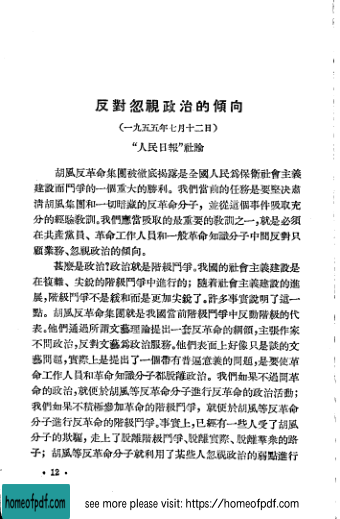 反對忽視政治的傾向
(一九五五年七月十二日)
“人民日報”社論
胡風反革命集團被徹底揭露是全國人民爲保衛社會主義
建設而鬥爭的一個重大的勝利。我們當前的任務是要堅決肅
清胡風集團和一切暗藏的反革命分子，並從這個事件吸取充
分的經驗教訓。我們應當吸取的最重要的教訓之一，就是必須
在共產黨員、革命工作人員和一般革命知識分子中間反對只
顧業務、忽視政治的傾向。
甚麼是政治?政治就是階級鬥爭。我國的社會主義建設是
在複雜、尖銳的階級鬥爭中進行的；隨着社會主義建設的進
展，階級鬥爭不是緩和而是更加尖銳了。許多事實說明了這一
點。胡風反革命集團就是我國當前階級鬥爭中反動階級的代
表。他們通過所謂文藝理論提出一套反革命的綱領，主張作家
不問政治，反對文藝爲政治服務。他們表面上好像只是談的文
藝問題，實際上是提出了一個帶有普遍意義的問題，是要使革
命工作人員和革命知識分子都脫離政治。我們如果不過問革
命的政治，就便於胡風等反革命分子進行反革命的政治活動；
我們如果不積極參加革命的階級鬥爭，就便於胡風等反革命
分子進行反革命的階級鬥爭。事實上，已經有一些人受了胡風
分子的欺騙，走上了脫離階級鬥爭、脫離實際、脫離羣衆的路
子；胡風等反革命分子就利用了某些人忽視政治的弱點進行
• 12 •
homeofpdf.com
see more please visit: https://homeofpdf.com